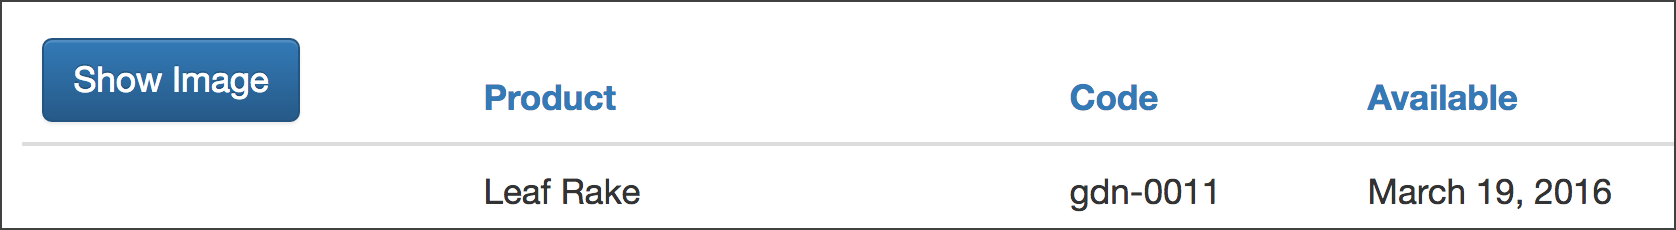 Show Image Product Code Available
Leaf Rake gdn-0011 March 19, 2016